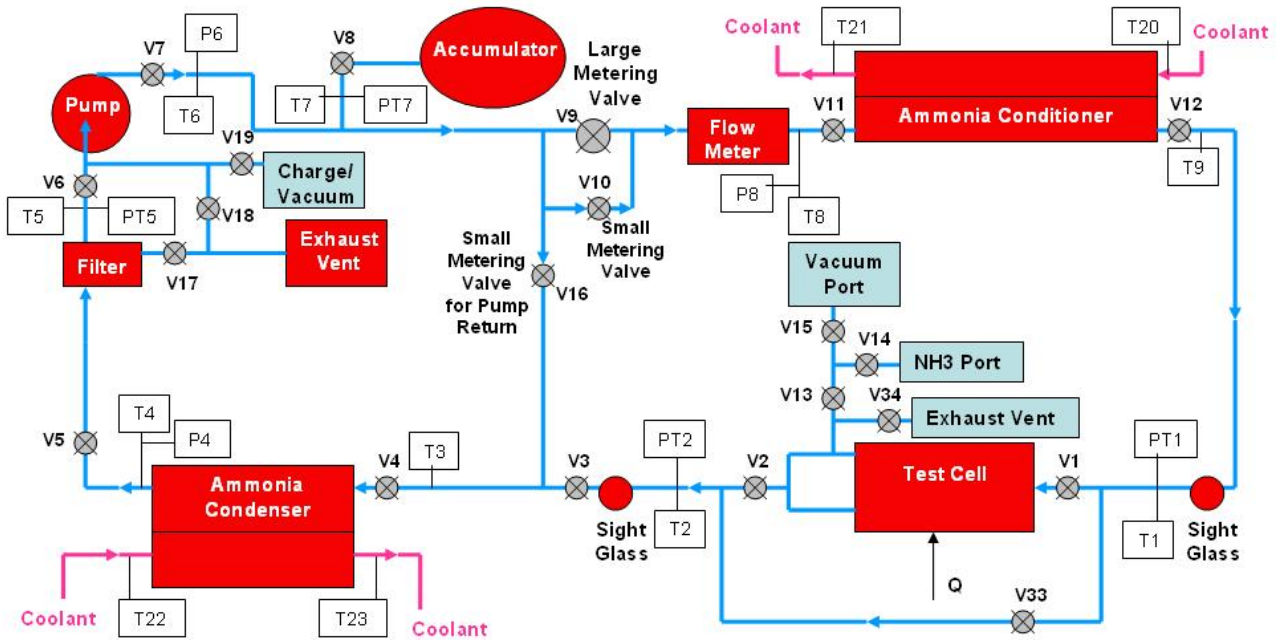 V7
P6
T6
Pump
V8
Accumulator
T7
PT7
Large
Metering
Valve
V9
V10
Small
Metering
Valve
Flow
Meter
P8
T8
V11
T21
T20
Coolant
Coolant
Ammonia Conditioner
V12
T9
V19
Charge/
Vacuum
V6
T5
PT5
V18
Filter
V17
Exhaust
Vent
Small
Metering
Valve
for Pump
Return
V16
Vacuum
Port
V15
V14
NH3 Port
V13
V34
Exhaust Vent
T4
P4
V5
Ammonia
Condenser
V4
T3
V3
Sight
Glass
PT2
T2
V2
Test Cell
V1
PT1
T1
Sight
Glass
Q
V33
Coolant
T22
T23
Coolant